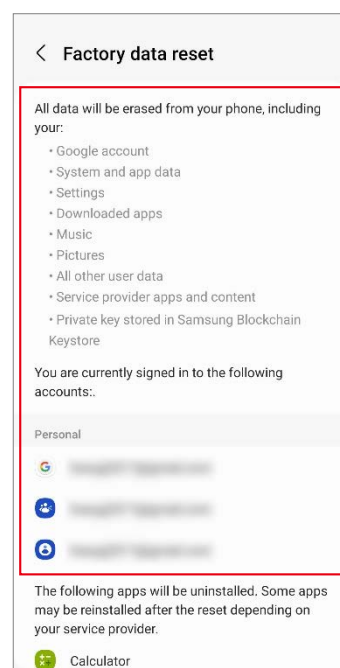 Factory data reset
All data will be erased from your phone, including
your:
• Google account
• System and app data
• Settings
• Downloaded apps
• Music
• Pictures
• All other user data
• Service provider apps and content
• Private key stored in Samsung Blockchain
Keystore
You are currently signed in to the following
accounts:.
Personal
G
The following apps will be uninstalled. Some apps
may be reinstalled after the reset depending on
your service provider.
Calculator